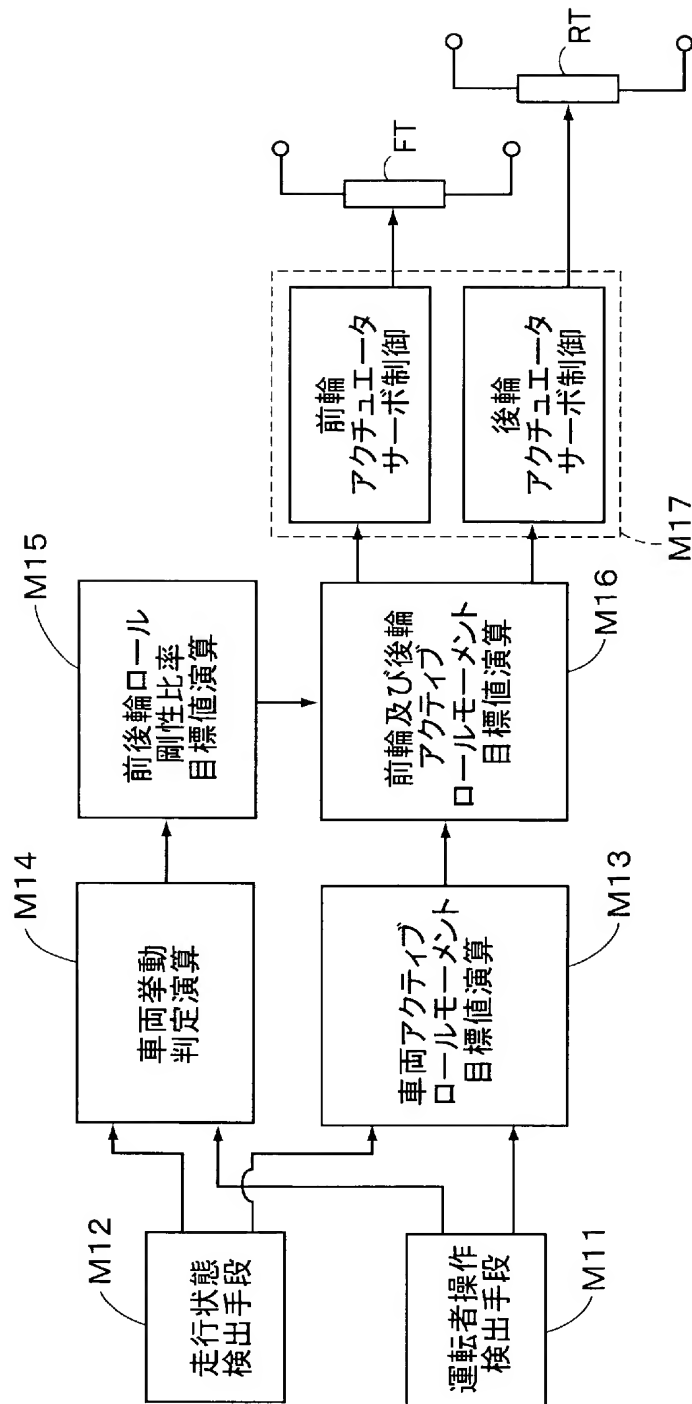 M12
走行状態
検出手段
運転者操作
検出手段
M11
M14
車両挙動
判定演算
車両アクティブ
ロールモーメント
目標値演算
M13
M15
前後輪ロール
剛性比率
目標値演算
前輪及び後輪
アクティブ
ロールモーメント
目標値演算
M16
前輪
アクチュエータ
サーボ制御
後輪
アクチュエータ
サーボ制御
M17
FT
RT